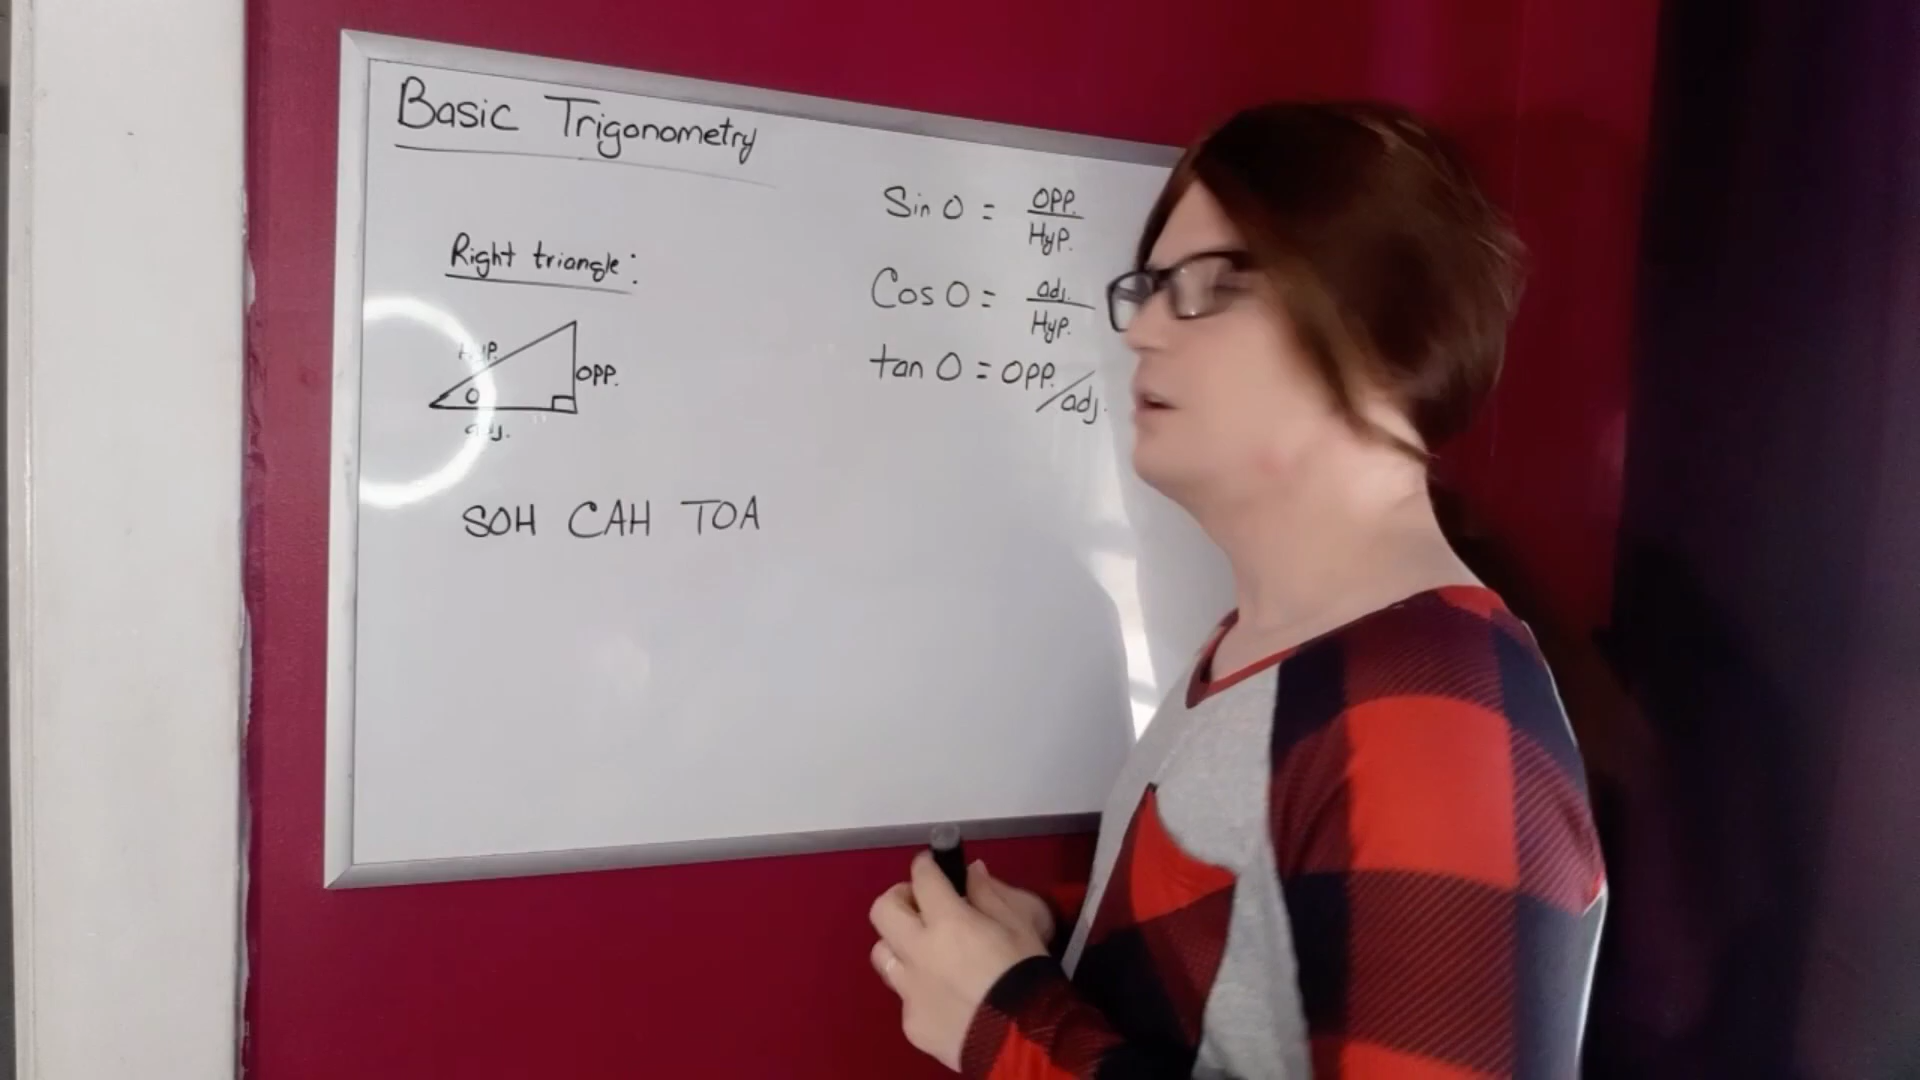 Basic Trigonometry
Right triangle:
Hyp.
OPP.
O
adj.
SOH CAH TOA
Sin O = OPP. / Hyp.
Cos O = adj. / Hyp.
tan O = OPP. / adj.